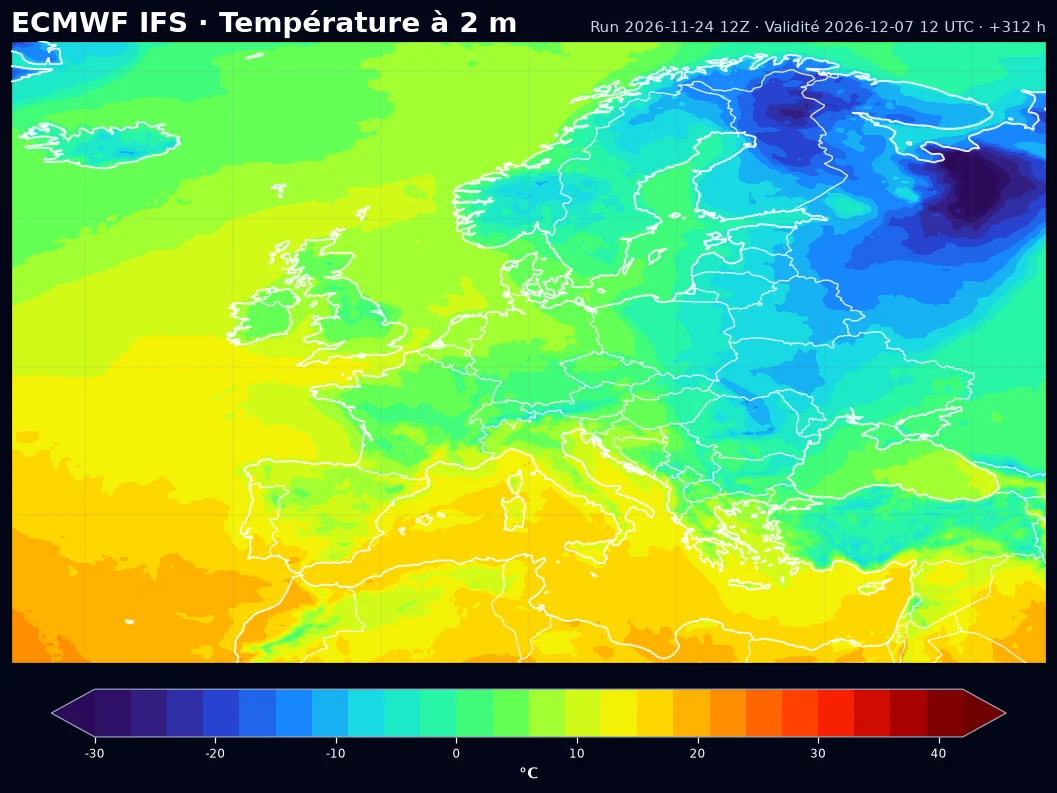 ECMWF IFS · Température à 2 m
Run 2026-11-24 12Z · Validité 2026-12-07 12 UTC · +312 h
-30 -20 -10 0 10 20 30 40
°C